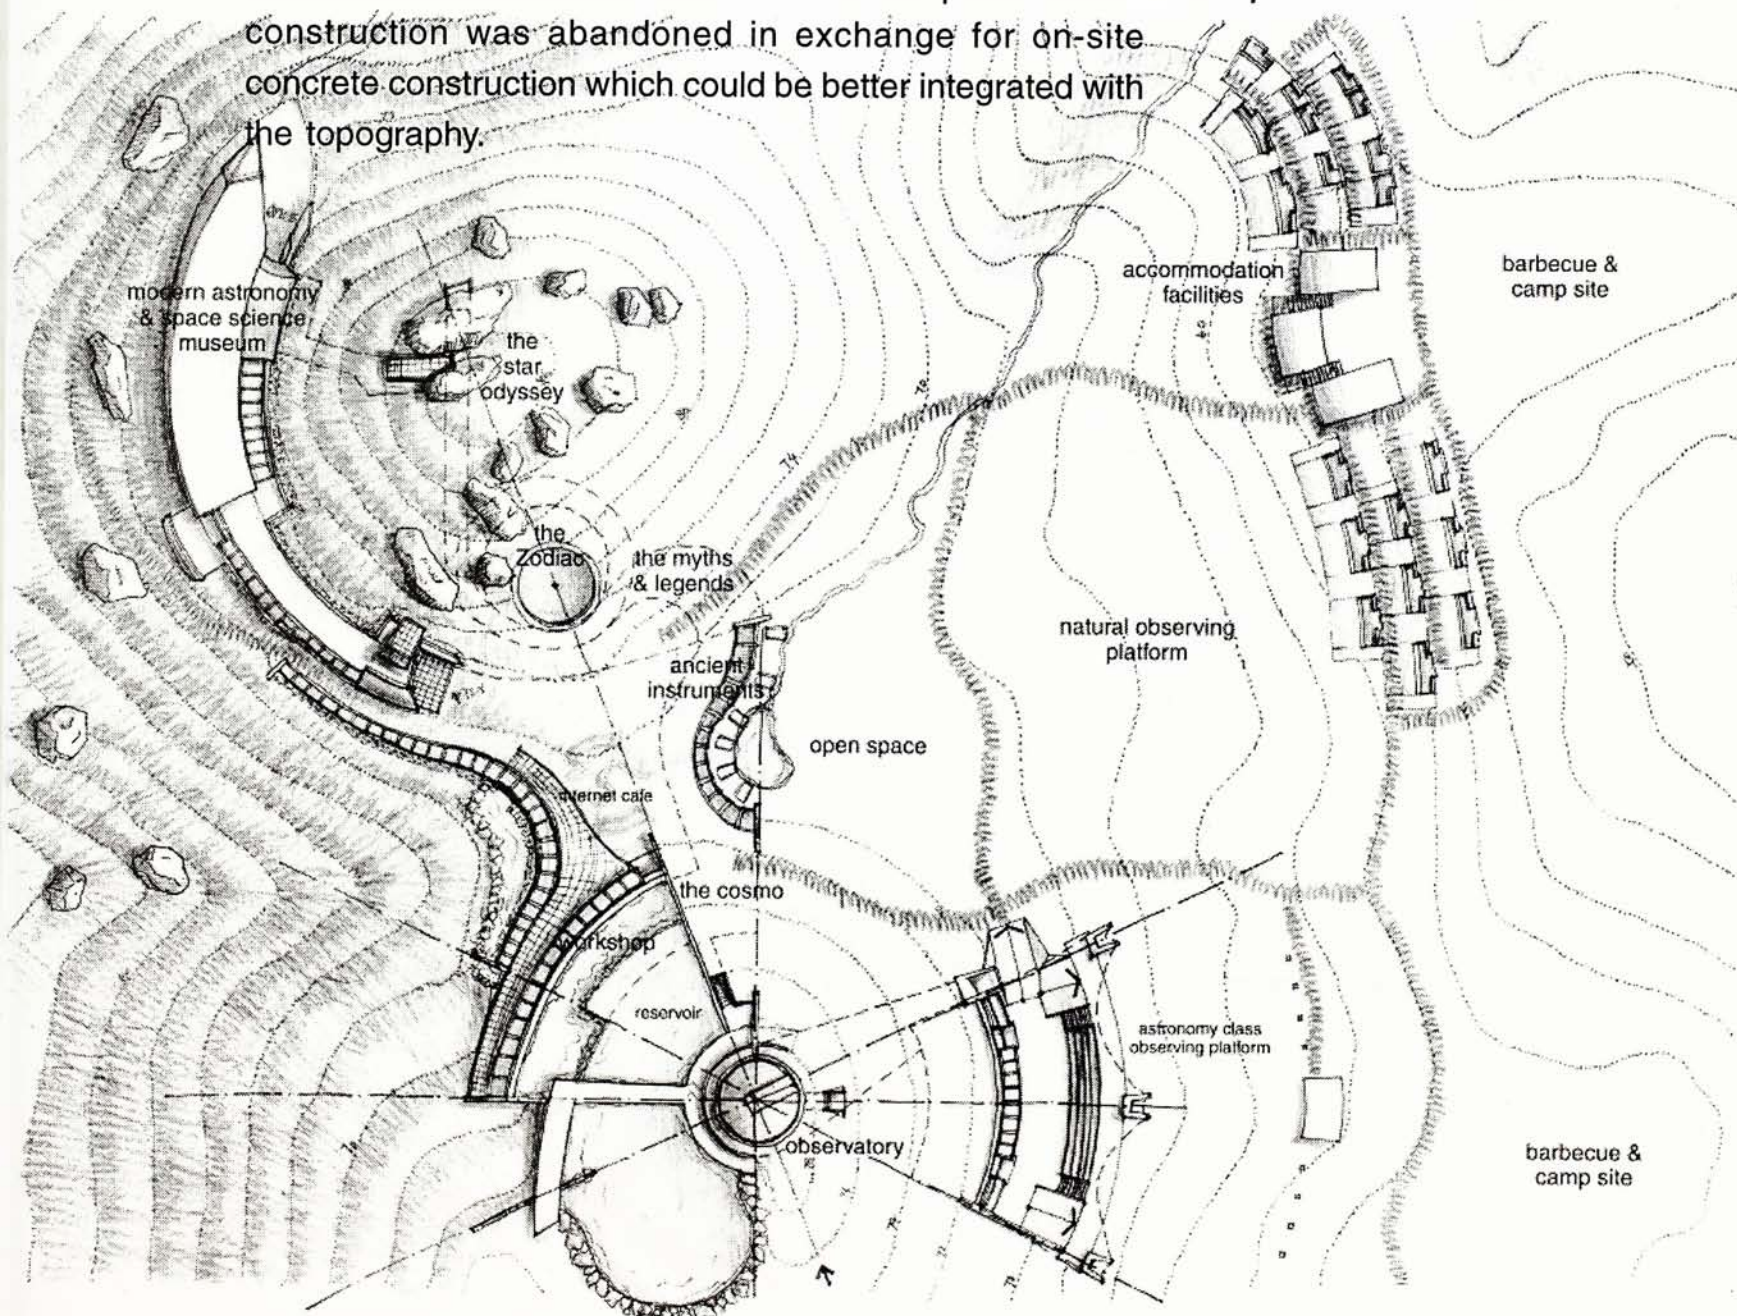 construction was abandoned in exchange for on-site
concrete construction which could be better integrated with
the topography.
accommodation
facilities
barbecue &
camp site
modern astronomy
& space science
museum
the
star
odyssey
the
Zodiac
the myths
& legends
natural observing
platform
ancient
instruments
open space
internet cafe
the cosmo
workshop
reservoir
astronomy class
observing platform
observatory
barbecue &
camp site
74
70